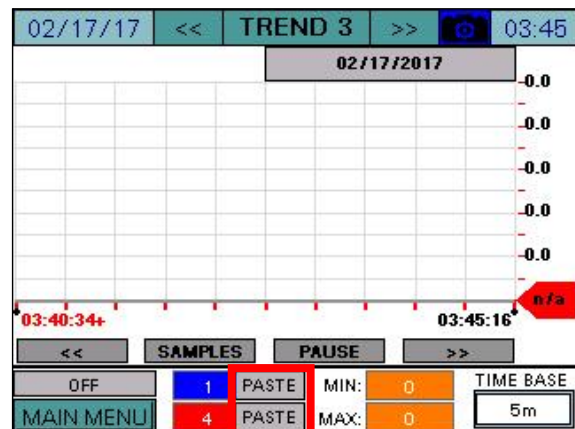 02/17/17 << TREND 3 >> 03:45
02/17/2017
-0.0
-0.0
-0.0
-0.0
-0.0
n/a
03:40:34+ 03:45:16
<< SAMPLES PAUSE >>
OFF 1 PASTE MIN: 0 TIME BASE
MAIN MENU 4 PASTE MAX: 0 5m